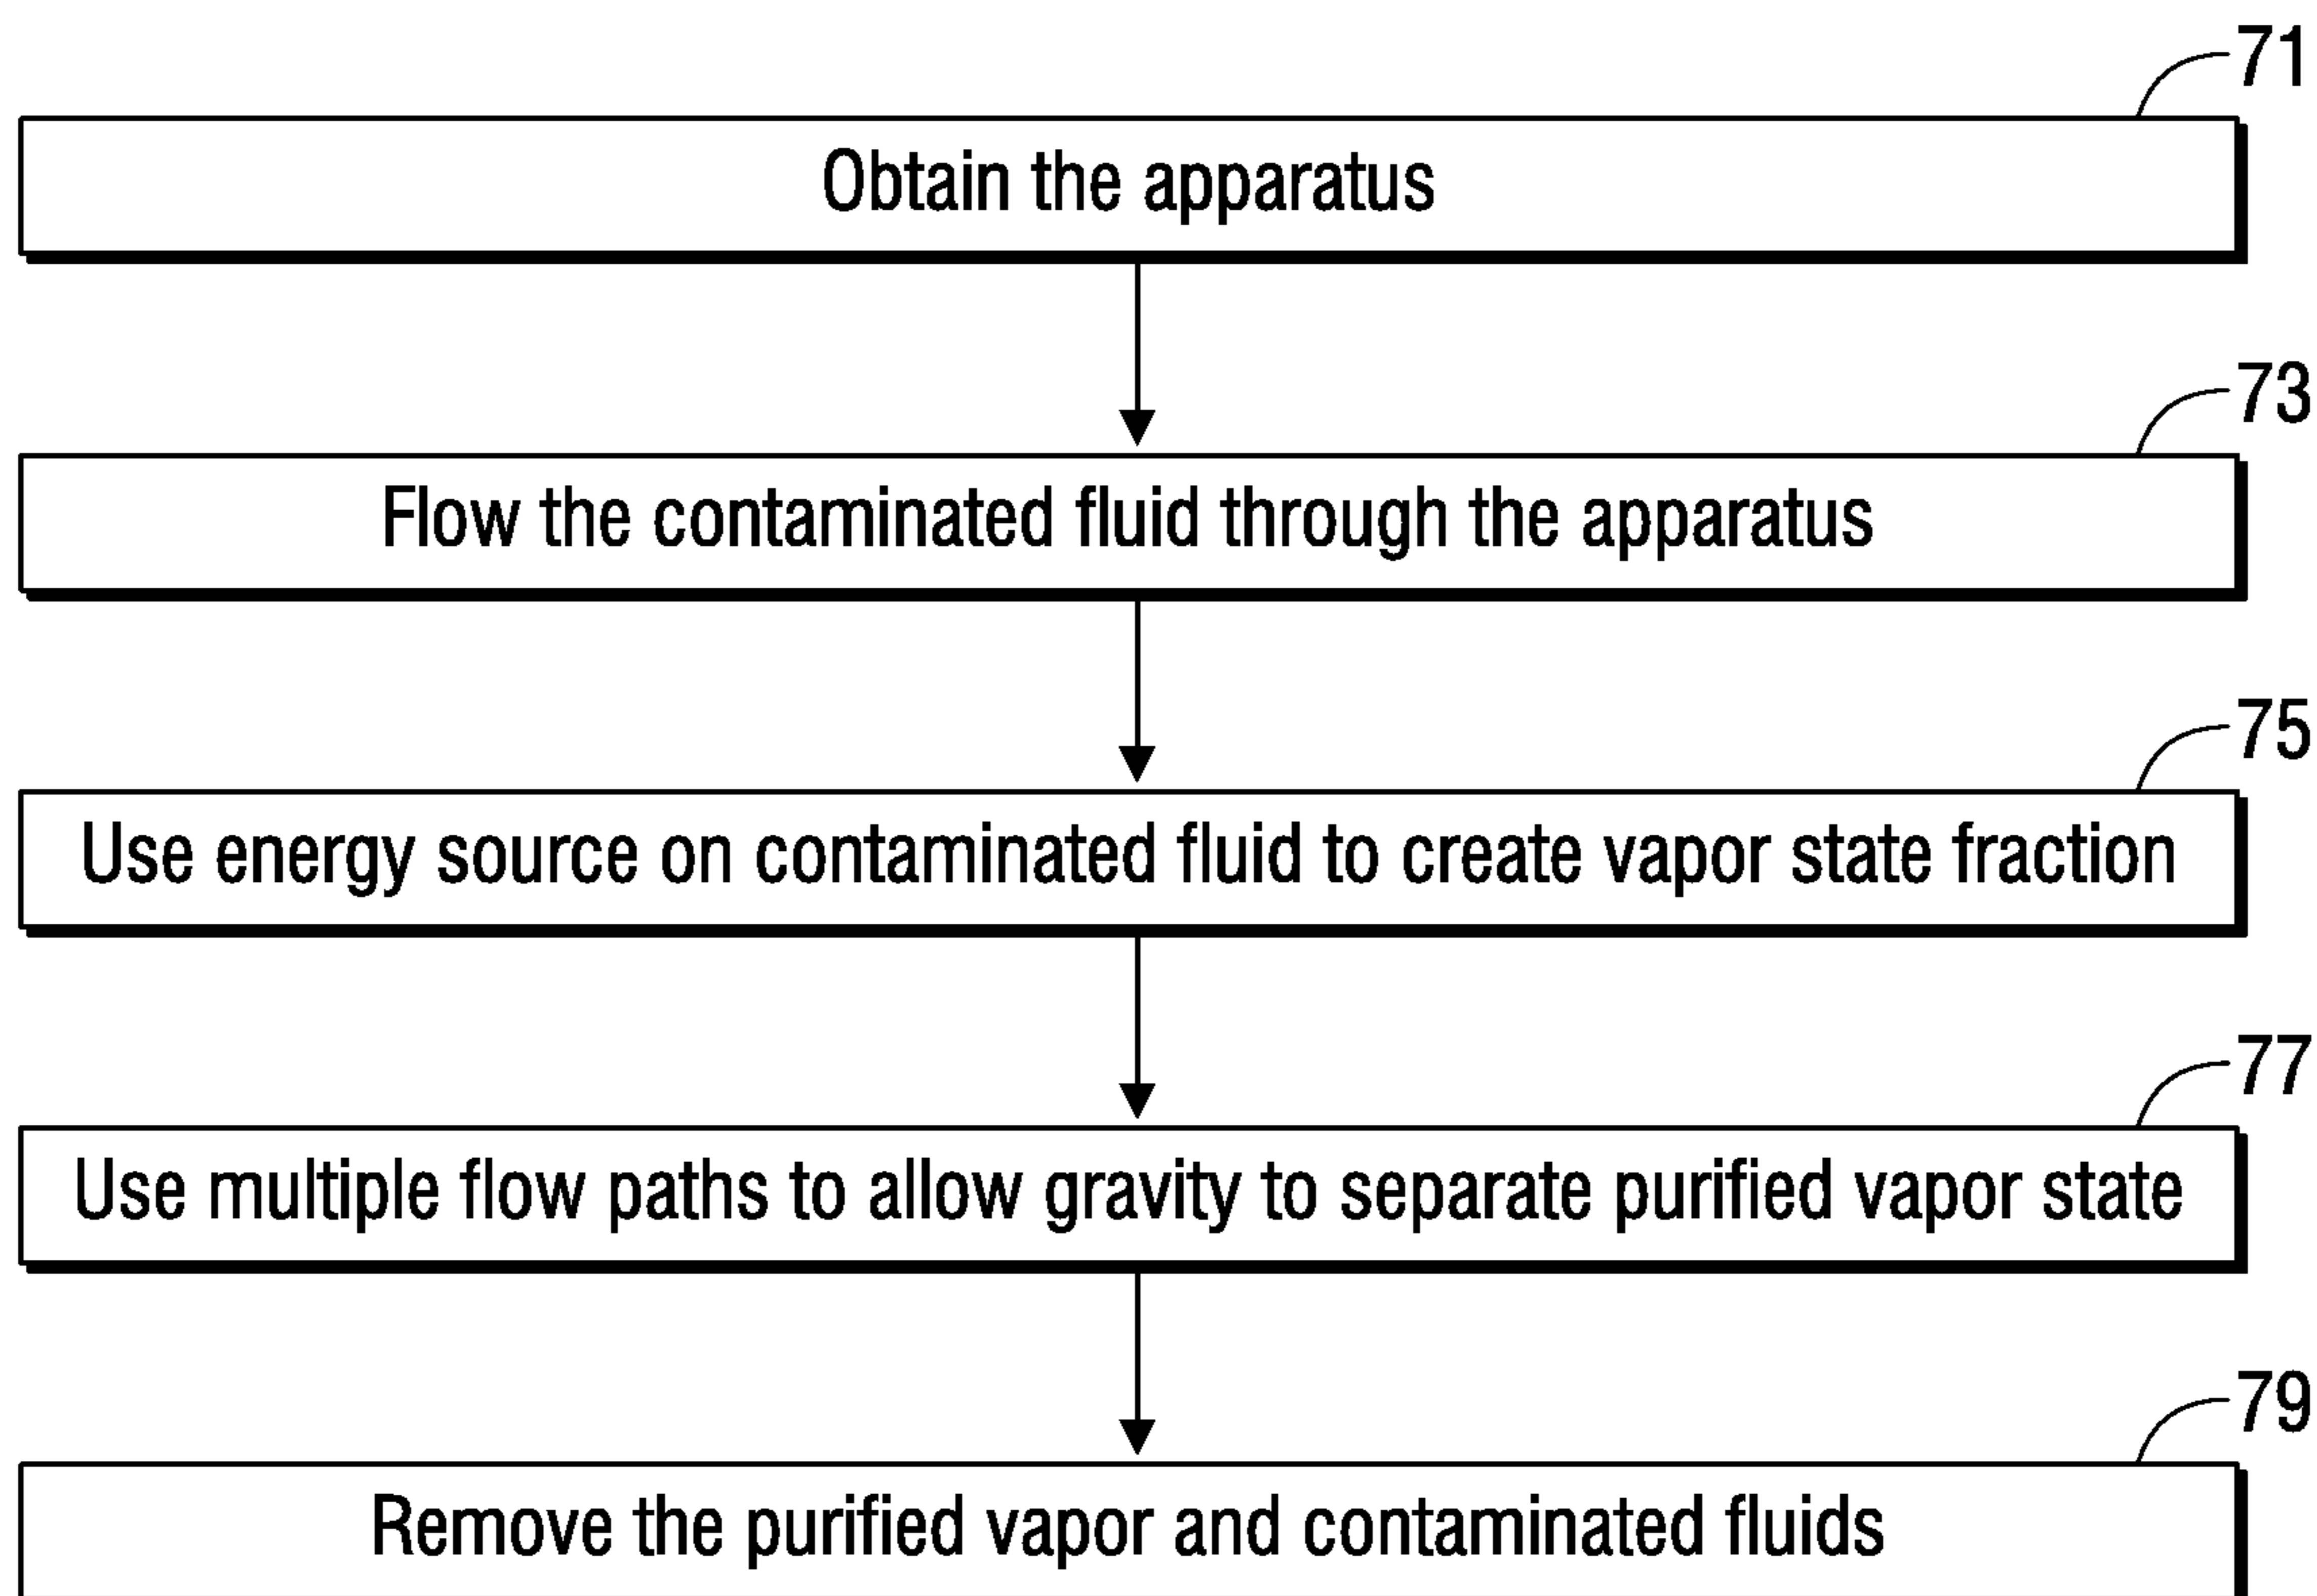 71
Obtain the apparatus
73
Flow the contaminated fluid through the apparatus
75
Use energy source on contaminated fluid to create vapor state fraction
77
Use multiple flow paths to allow gravity to separate purified vapor state
79
Remove the purified vapor and contaminated fluids